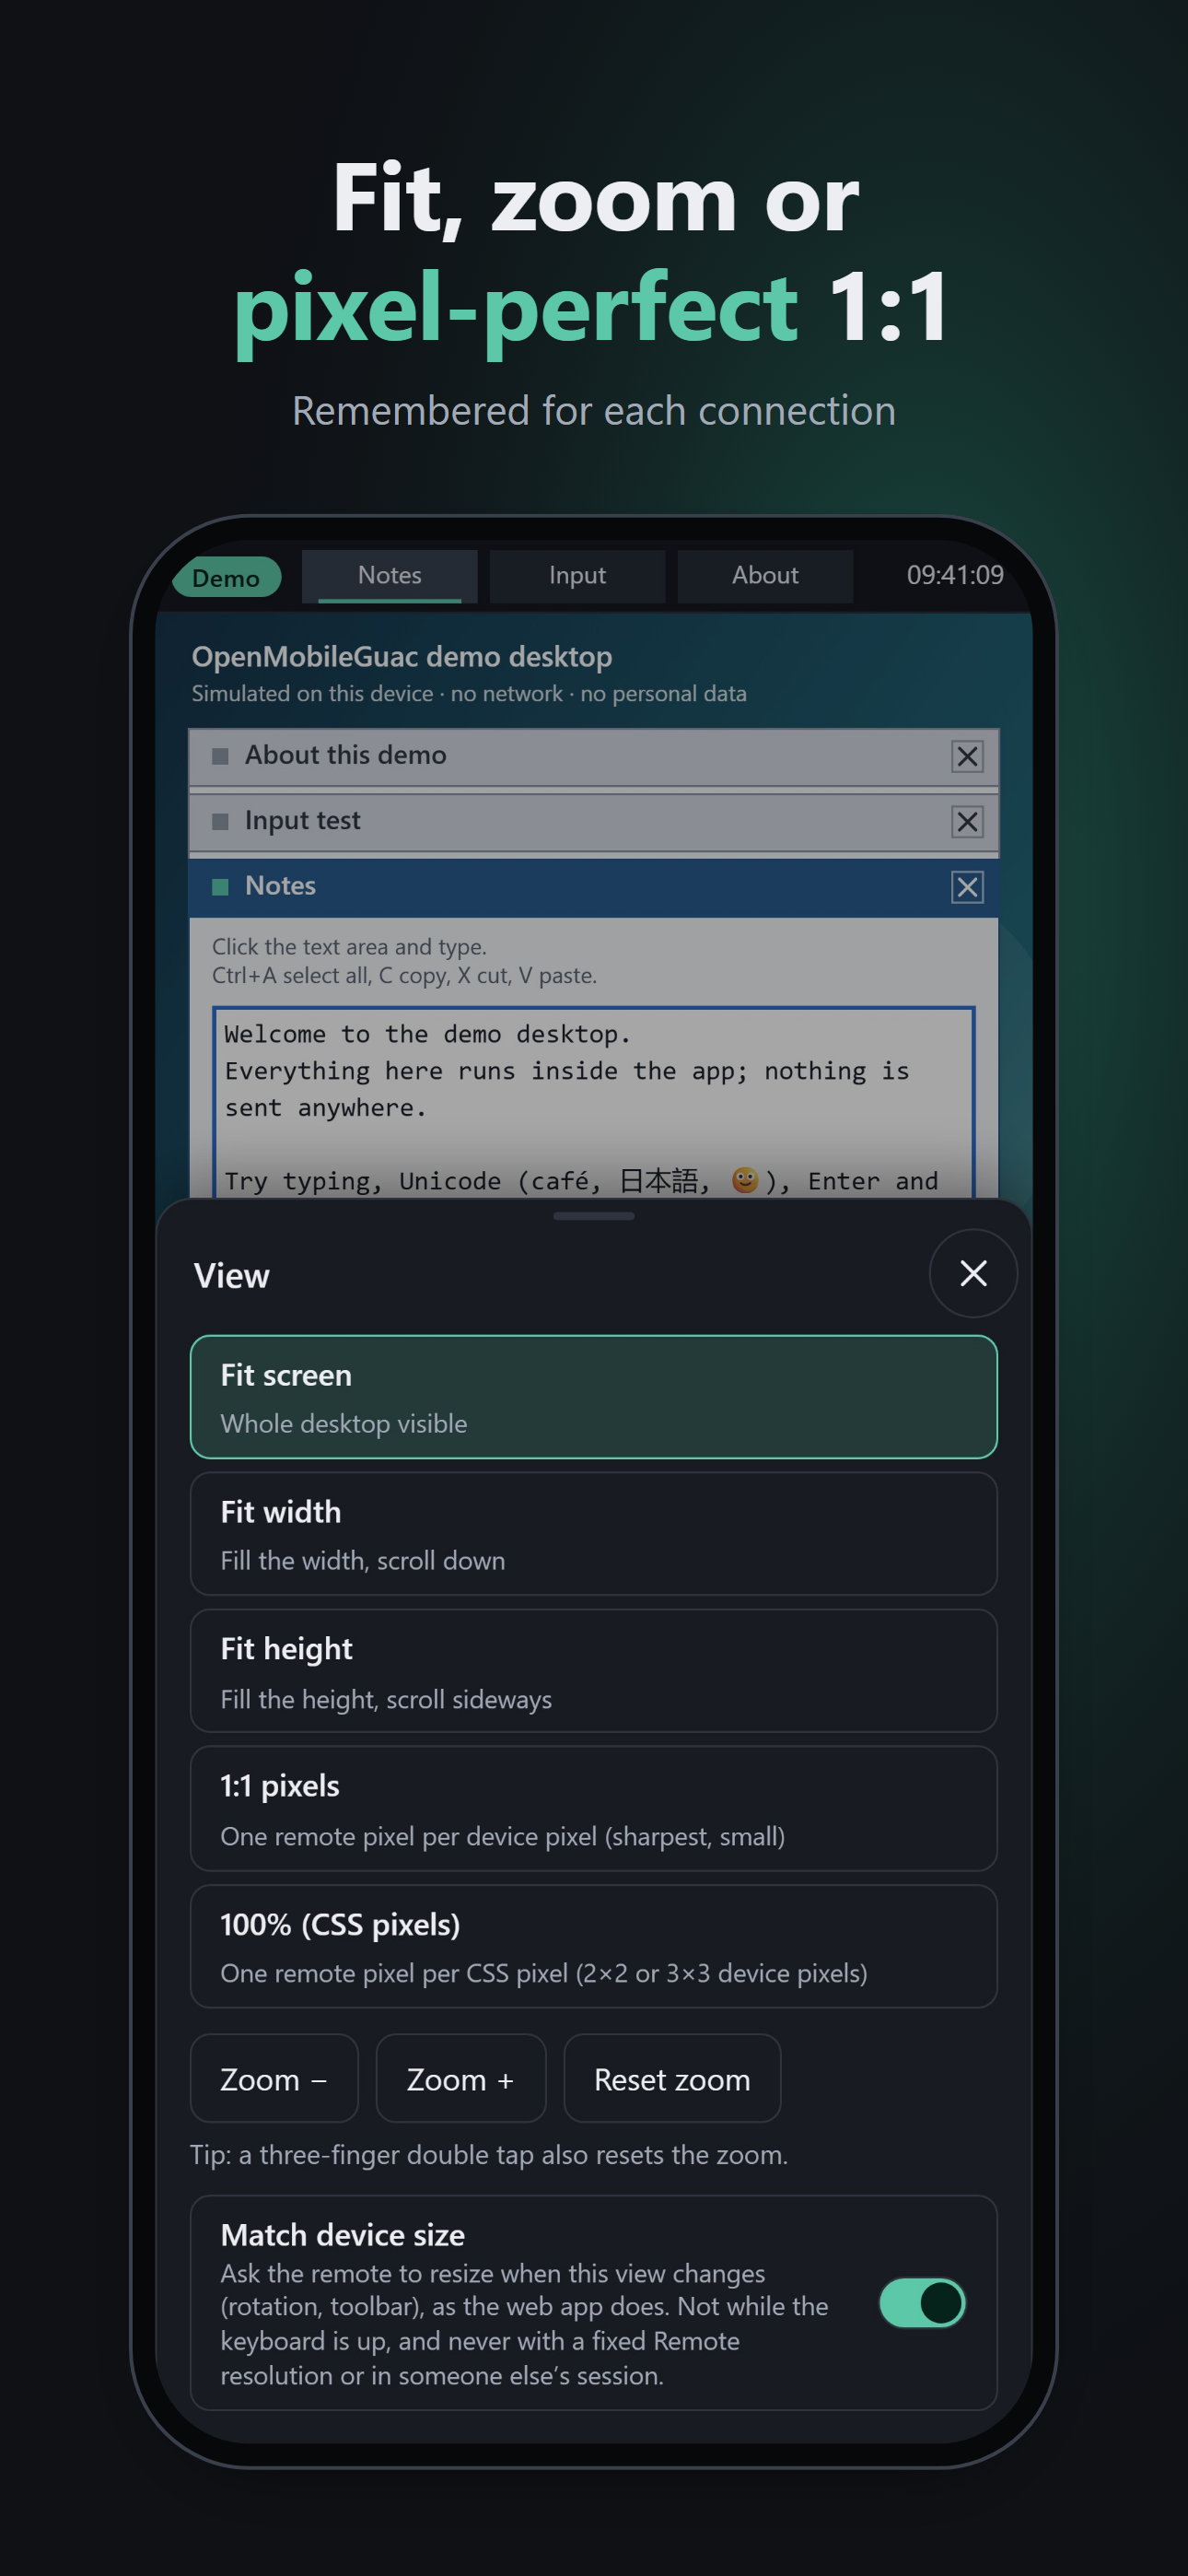 Fit, zoom or
pixel-perfect 1:1
Remembered for each connection
Demo
Notes
Input
About
09:41:09
OpenMobileGuac demo desktop
Simulated on this device · no network · no personal data
About this demo
Input test
Notes
Click the text area and type.
Ctrl+A select all, C copy, X cut, V paste.
Welcome to the demo desktop.
Everything here runs inside the app; nothing is
sent anywhere.
Try typing, Unicode (café, 日本語, 🙂), Enter and
View
Fit screen
Whole desktop visible
Fit width
Fill the width, scroll down
Fit height
Fill the height, scroll sideways
1:1 pixels
One remote pixel per device pixel (sharpest, small)
100% (CSS pixels)
One remote pixel per CSS pixel (2×2 or 3×3 device pixels)
Zoom −
Zoom +
Reset zoom
Tip: a three-finger double tap also resets the zoom.
Match device size
Ask the remote to resize when this view changes
(rotation, toolbar), as the web app does. Not while the
keyboard is up, and never with a fixed Remote
resolution or in someone else’s session.